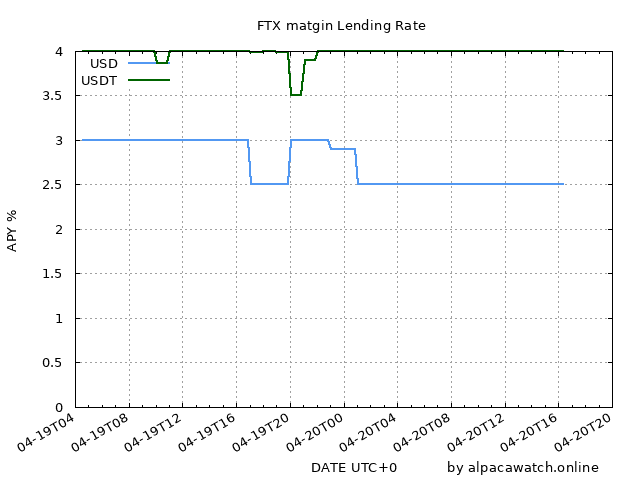 FTX matgin Lending Rate
USD
USDT
APY %
4
3.5
3
2.5
2
1.5
1
0.5
0
04-19T04
04-19T08
04-19T12
04-19T16
04-19T20
04-20T00
04-20T04
04-20T08
04-20T12
04-20T16
04-20T20
DATE UTC+0
by alpacawatch.online